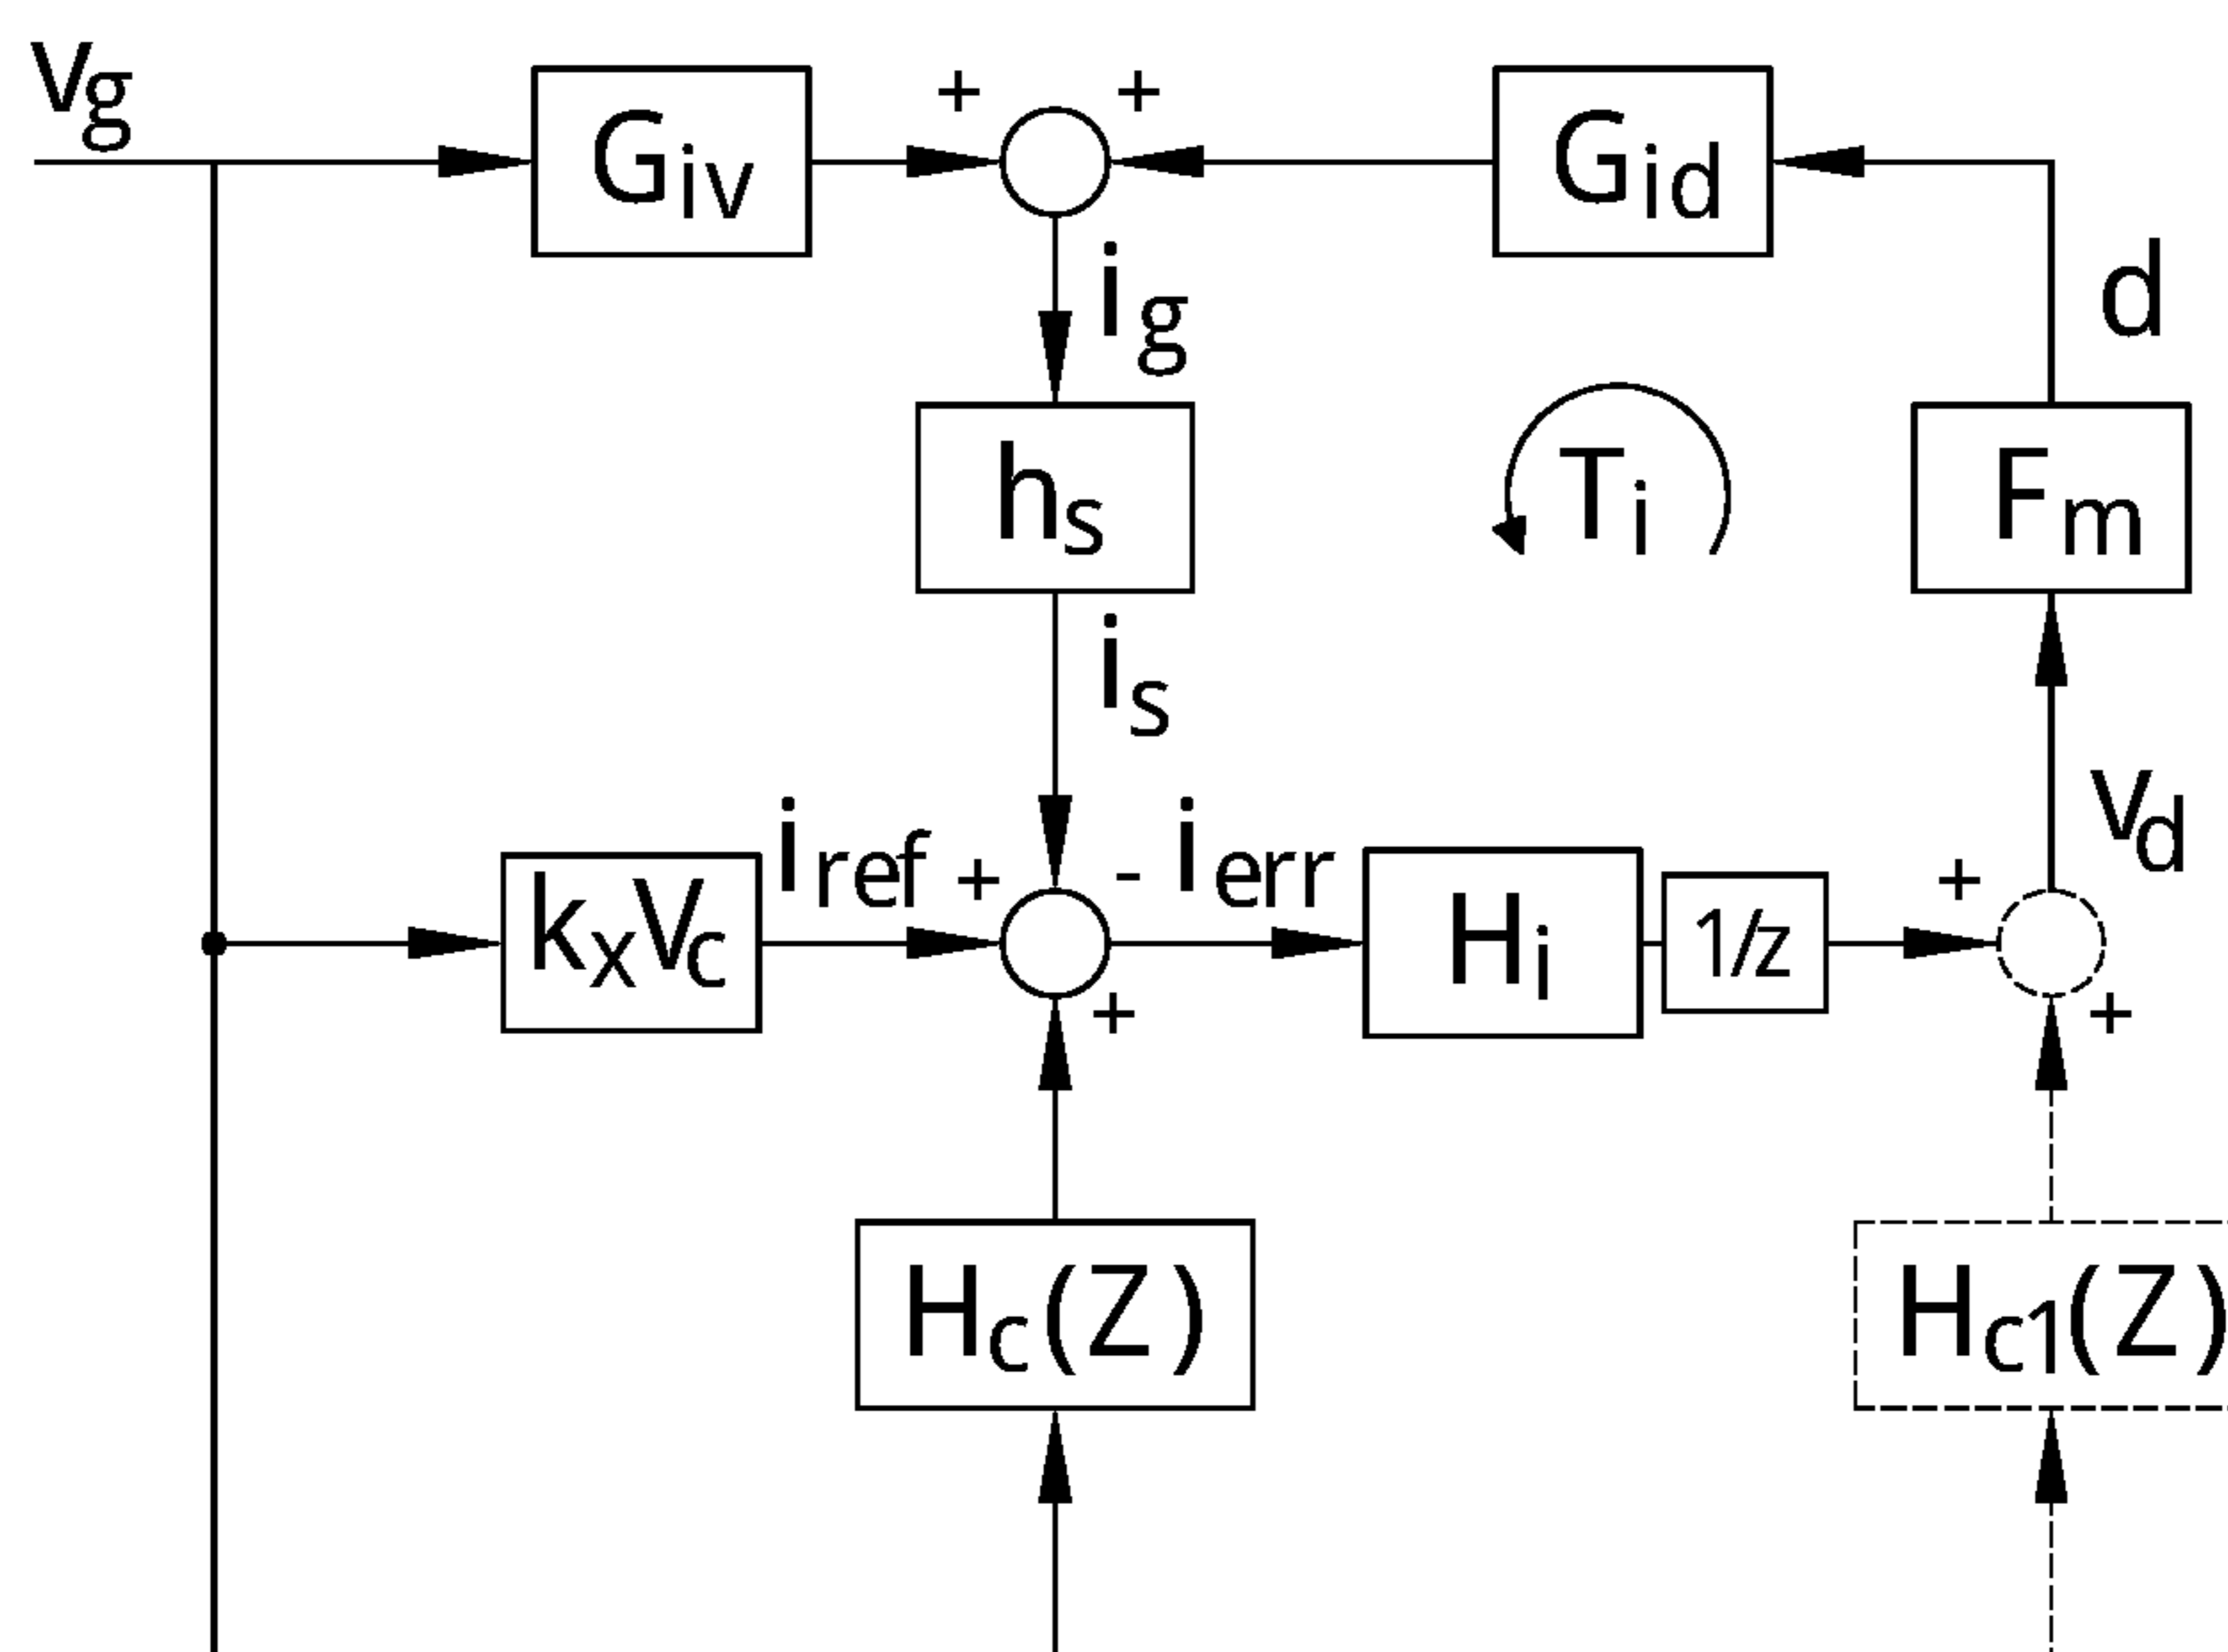 vg
Giv
+
+
Gid
ig
d
hs
Ti
Fm
is
vd
kxVc
iref
+
-
ierr
Hi
1/z
+
+
+
Hc(Z)
Hc1(Z)